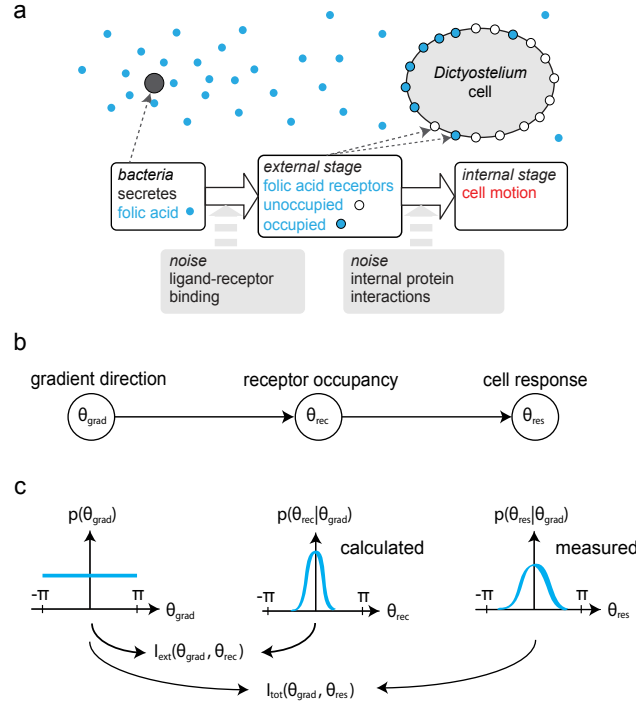 a
Dictyostelium
cell
bacteria
secretes
folic acid
external stage
folic acid receptors
unoccupied
occupied
internal stage
cell motion
noise
ligand-receptor
binding
noise
internal protein
interactions
b
gradient direction
receptor occupancy
cell response
θgrad
θrec
θres
c
p(θgrad)
p(θrec|θgrad)
p(θres|θgrad)
calculated
measured
-π π
θgrad
-π π
θrec
-π π
θres
Iext(θgrad, θrec)
Itot(θgrad, θres)